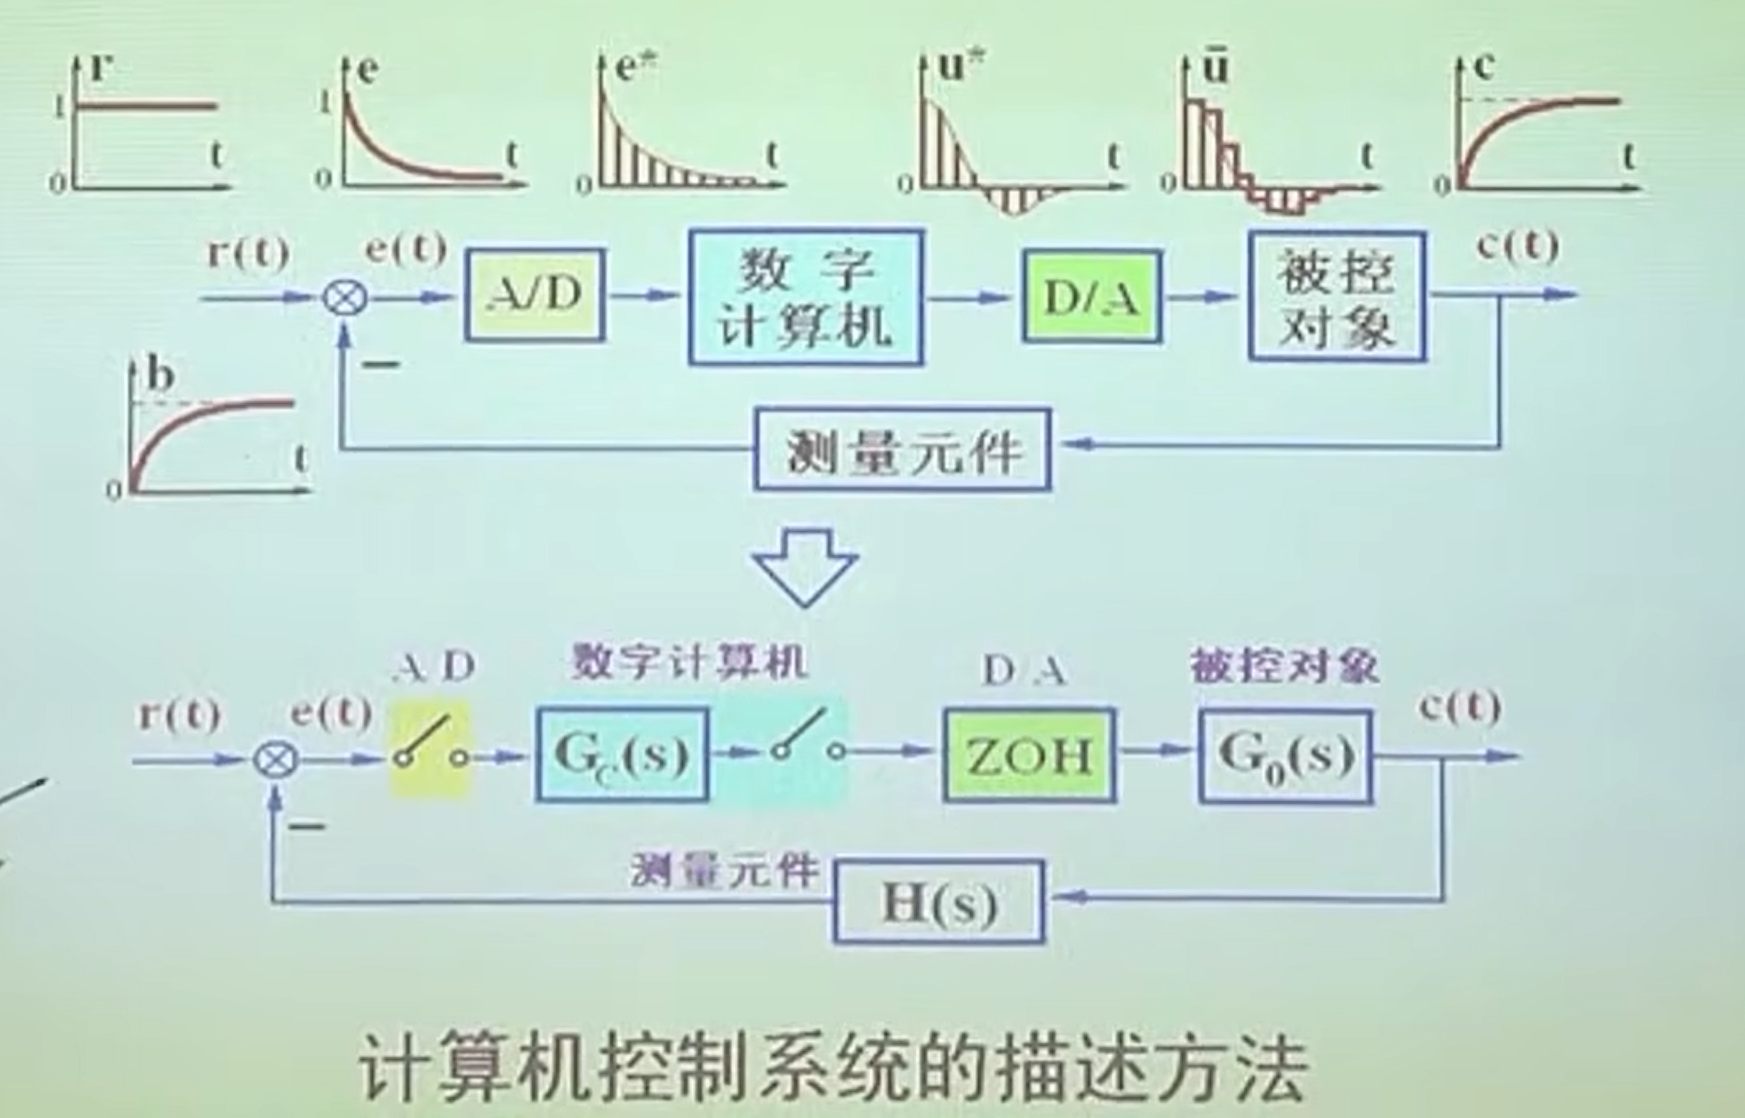 r e e* u* ū c
1 1
t t t t t t
0 0 0 0 0 0
r(t) e(t) A/D 数字计算机 D/A 被控对象 c(t)
−
b
t
0
测量元件
A D 数字计算机 D A 被控对象
r(t) e(t) Gc(s) ZOH G0(s) c(t)
−
测量元件 H(s)
计算机控制系统的描述方法